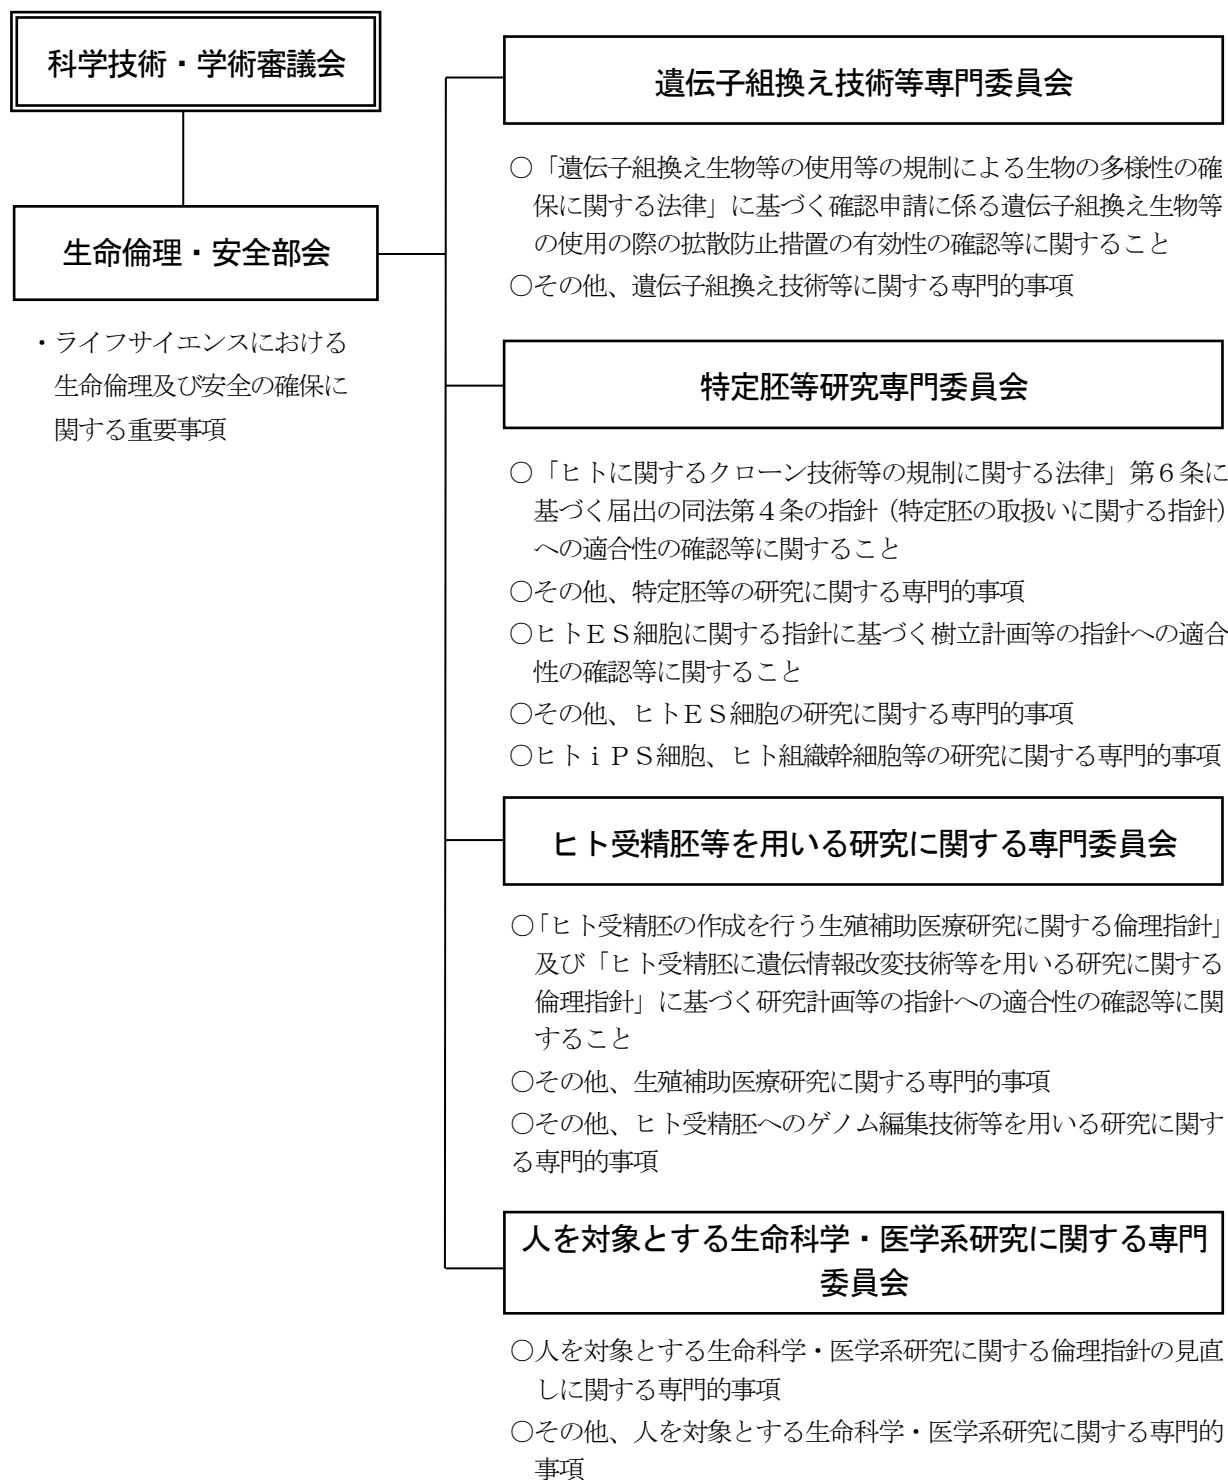 科学技術・学術審議会
生命倫理・安全部会
・ライフサイエンスにおける
生命倫理及び安全の確保に
関する重要事項
遺伝子組換え技術等専門委員会
○「遺伝子組換え生物等の使用等の規制による生物の多様性の確
保に関する法律」に基づく確認申請に係る遺伝子組換え生物等
の使用の際の拡散防止措置の有効性の確認等に関すること
○その他、遺伝子組換え技術等に関する専門的事項
特定胚等研究専門委員会
○「ヒトに関するクローン技術等の規制に関する法律」第６条に
基づく届出の同法第４条の指針（特定胚の取扱いに関する指針）
への適合性の確認等に関すること
○その他、特定胚等の研究に関する専門的事項
○ヒトＥＳ細胞に関する指針に基づく樹立計画等の指針への適合
性の確認等に関すること
○その他、ヒトＥＳ細胞の研究に関する専門的事項
○ヒトｉＰＳ細胞、ヒト組織幹細胞等の研究に関する専門的事項
ヒト受精胚等を用いる研究に関する専門委員会
○「ヒト受精胚の作成を行う生殖補助医療研究に関する倫理指針」
及び「ヒト受精胚に遺伝情報改変技術等を用いる研究に関する
倫理指針」に基づく研究計画等の指針への適合性の確認等に関
すること
○その他、生殖補助医療研究に関する専門的事項
○その他、ヒト受精胚へのゲノム編集技術等を用いる研究に関す
る専門的事項
人を対象とする生命科学・医学系研究に関する専門
委員会
○人を対象とする生命科学・医学系研究に関する倫理指針の見直
しに関する専門的事項
○その他、人を対象とする生命科学・医学系研究に関する専門的
事項